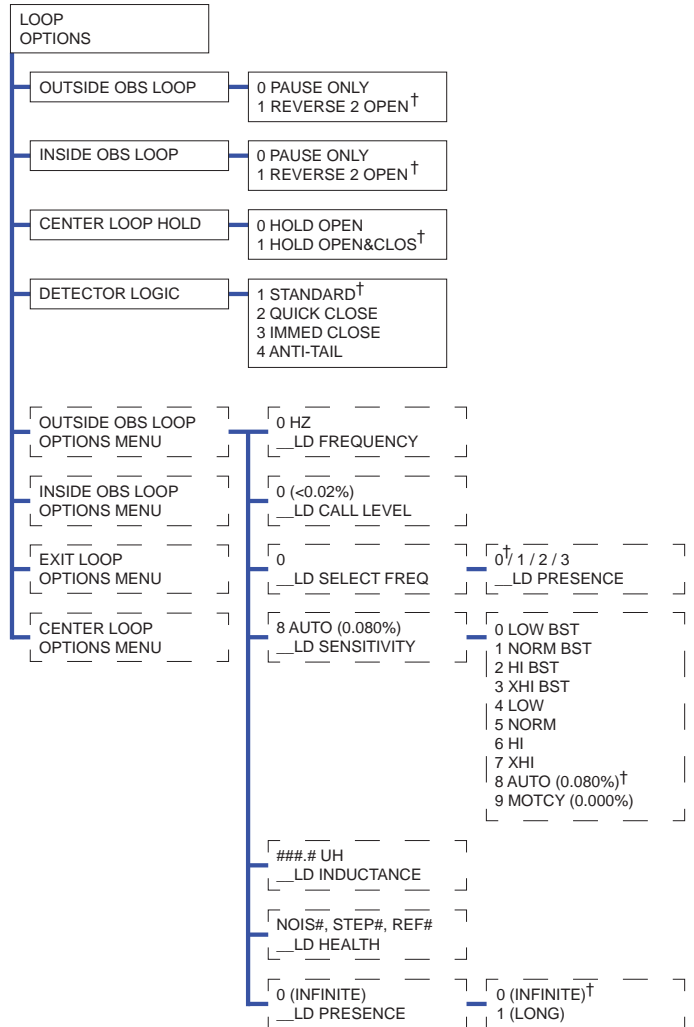 LOOP
OPTIONS
OUTSIDE OBS LOOP
0 PAUSE ONLY
1 REVERSE 2 OPEN†
INSIDE OBS LOOP
0 PAUSE ONLY
1 REVERSE 2 OPEN†
CENTER LOOP HOLD
0 HOLD OPEN
1 HOLD OPEN&CLOS†
DETECTOR LOGIC
1 STANDARD†
2 QUICK CLOSE
3 IMMED CLOSE
4 ANTI-TAIL
OUTSIDE OBS LOOP
OPTIONS MENU
INSIDE OBS LOOP
OPTIONS MENU
EXIT LOOP
OPTIONS MENU
CENTER LOOP
OPTIONS MENU
0 HZ
__LD FREQUENCY
0 (<0.02%)
__LD CALL LEVEL
0
__LD SELECT FREQ
0†/ 1 / 2 / 3
__LD PRESENCE
8 AUTO (0.080%)
__LD SENSITIVITY
0 LOW BST
1 NORM BST
2 HI BST
3 XHI BST
4 LOW
5 NORM
6 HI
7 XHI
8 AUTO (0.080%)†
9 MOTCY (0.000%)
###.# UH
__LD INDUCTANCE
NOIS#, STEP#, REF#
__LD HEALTH
0 (INFINITE)
__LD PRESENCE
0 (INFINITE)†
1 (LONG)